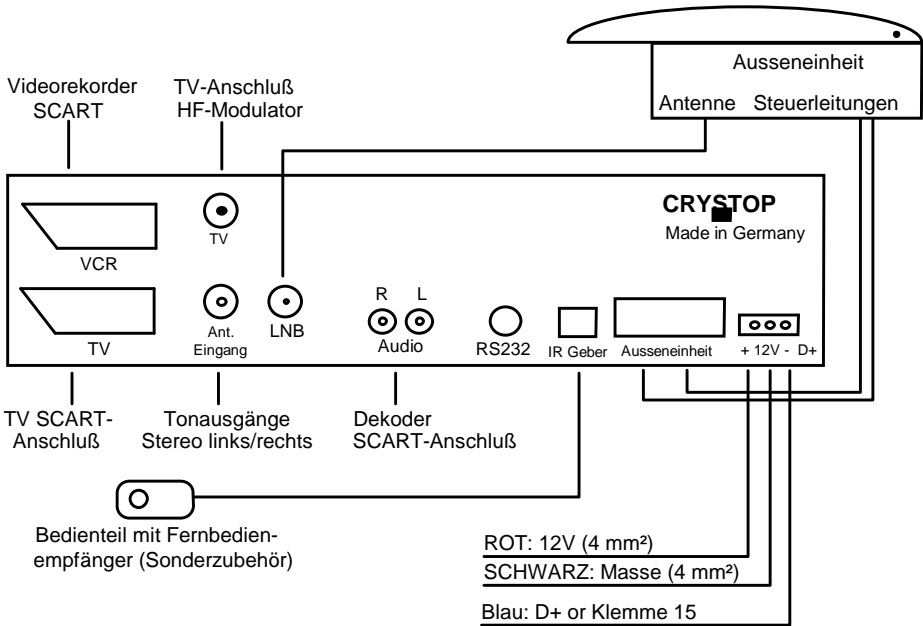 Ausseneinheit
Antenne Steuerleitungen
Videorekorder
SCART
TV-Anschluß
HF-Modulator
CRYSTOP
Made in Germany
VCR
TV
TV
Ant.
Eingang
LNB
R L
Audio
RS232
IR Geber
Ausseneinheit
+ 12V - D+
TV SCART-
Anschluß
Tonausgänge
Stereo links/rechts
Dekoder
SCART-Anschluß
Bedienteil mit Fernbedien-
empfänger (Sonderzubehör)
ROT: 12V (4 mm²)
SCHWARZ: Masse (4 mm²)
Blau: D+ or Klemme 15